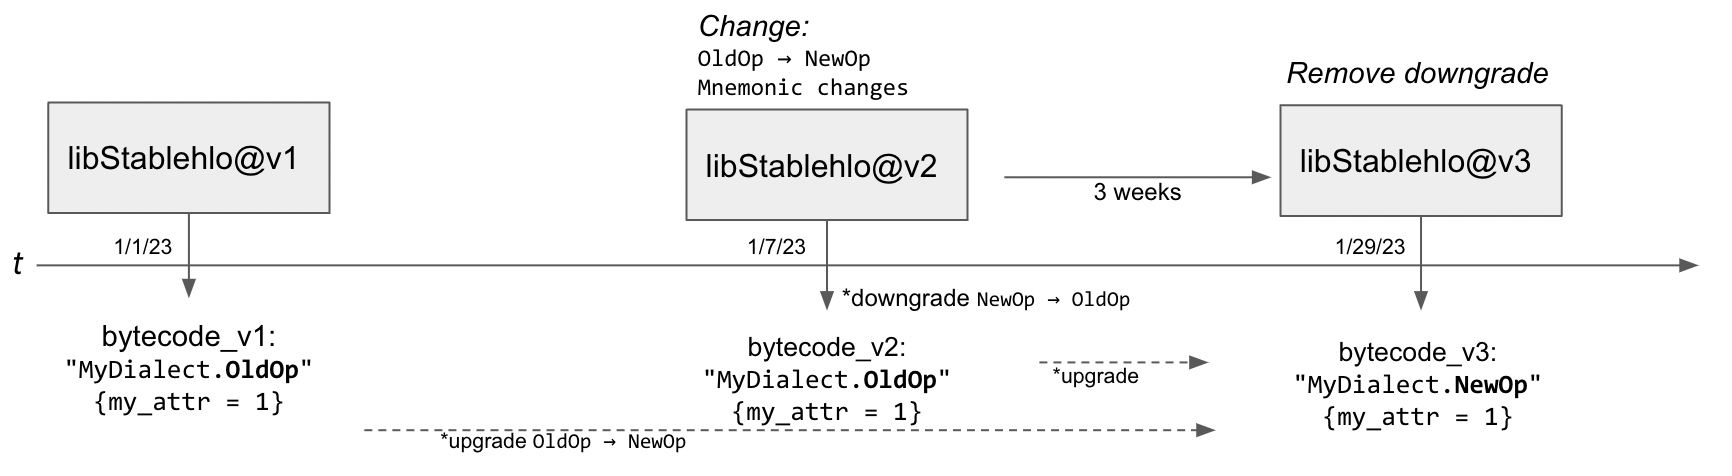 Change:
OldOp → NewOp
Mnemonic changes
Remove downgrade
libStablehlo@v1
libStablehlo@v2
libStablehlo@v3
3 weeks
1/1/23
1/7/23
1/29/23
t
*downgrade NewOp → OldOp
bytecode_v1:
"MyDialect.OldOp"
{my_attr = 1}
bytecode_v2:
"MyDialect.OldOp"
{my_attr = 1}
*upgrade
bytecode_v3:
"MyDialect.NewOp"
{my_attr = 1}
*upgrade OldOp → NewOp